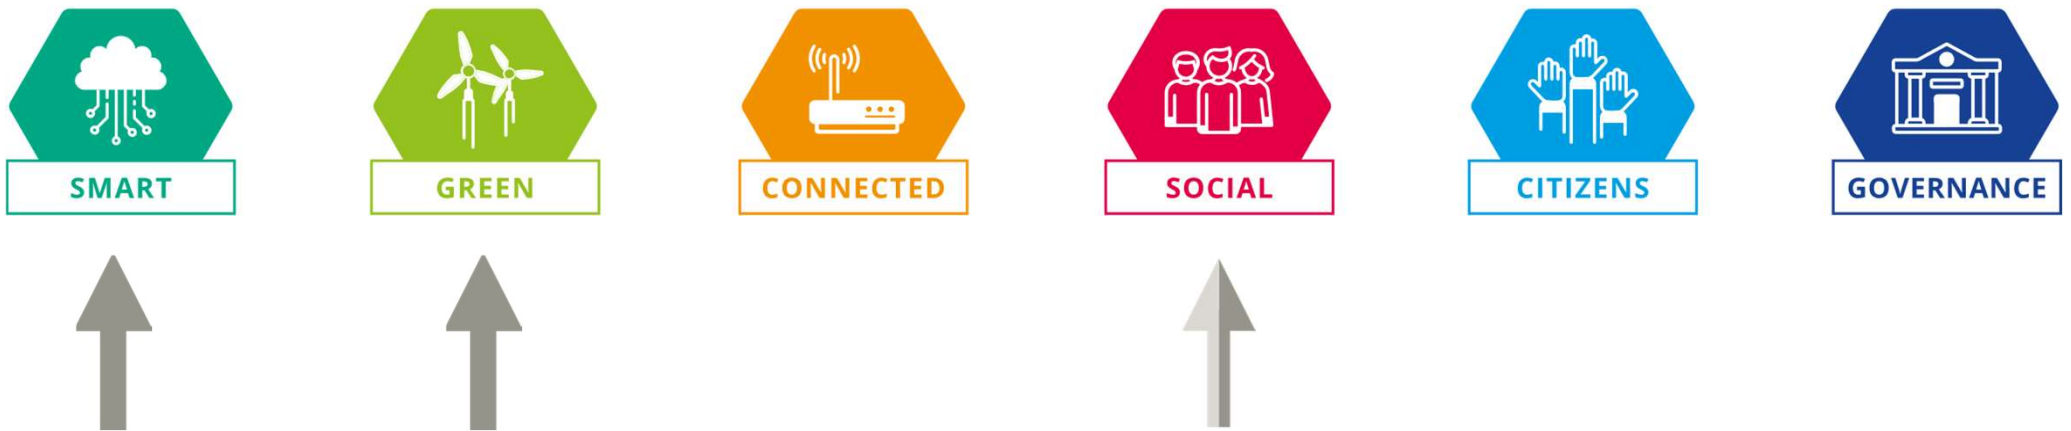 SMART
GREEN
CONNECTED
SOCIAL
CITIZENS
GOVERNANCE